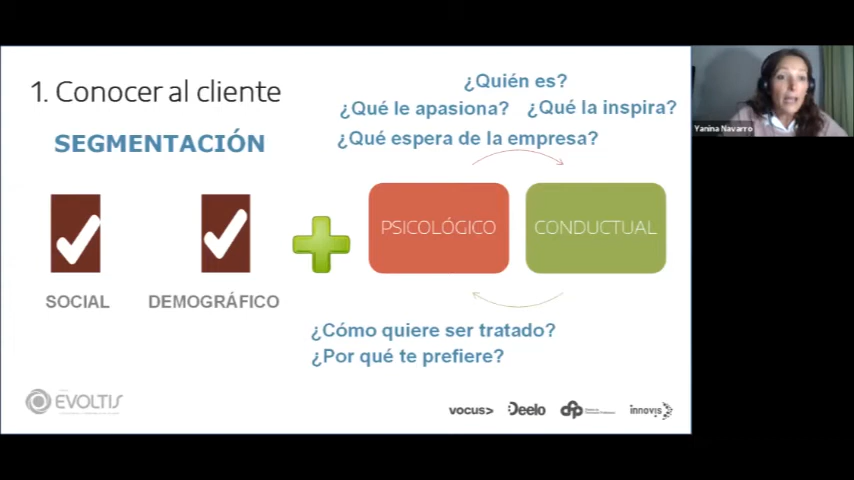 1. Conocer al cliente
SEGMENTACIÓN
¿Quién es?
¿Qué le apasiona? ¿Qué la inspira?
¿Qué espera de la empresa?
PSICOLÓGICO
CONDUCTUAL
SOCIAL
DEMOGRÁFICO
¿Cómo quiere ser tratado?
¿Por qué te prefiere?
EVOLTIS
vocus>
Deelo
innovis
Yanina Navarro